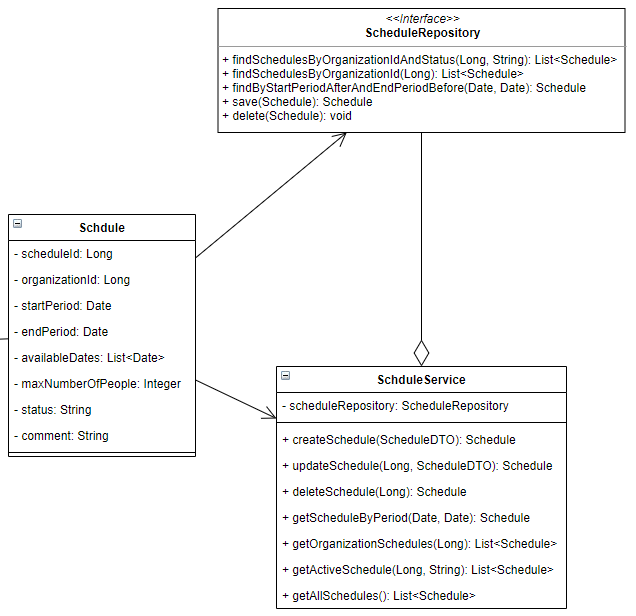 <<Interface>>
ScheduleRepository
+ findSchedulesByOrganizationIdAndStatus(Long, String): List<Schedule>
+ findSchedulesByOrganizationId(Long): List<Schedule>
+ findByStartPeriodAfterAndEndPeriodBefore(Date, Date): Schedule
+ save(Schedule): Schedule
+ delete(Schedule): void
Schdule
- scheduleId: Long
- organizationId: Long
- startPeriod: Date
- endPeriod: Date
- availableDates: List<Date>
- maxNumberOfPeople: Integer
- status: String
- comment: String
SchduleService
- scheduleRepository: ScheduleRepository
+ createSchedule(ScheduleDTO): Schedule
+ updateSchedule(Long, ScheduleDTO): Schedule
+ deleteSchedule(Long): Schedule
+ getScheduleByPeriod(Date, Date): Schedule
+ getOrganizationSchedules(Long): List<Schedule>
+ getActiveSchedule(Long, String): List<Schedule>
+ getAllSchedules(): List<Schedule>